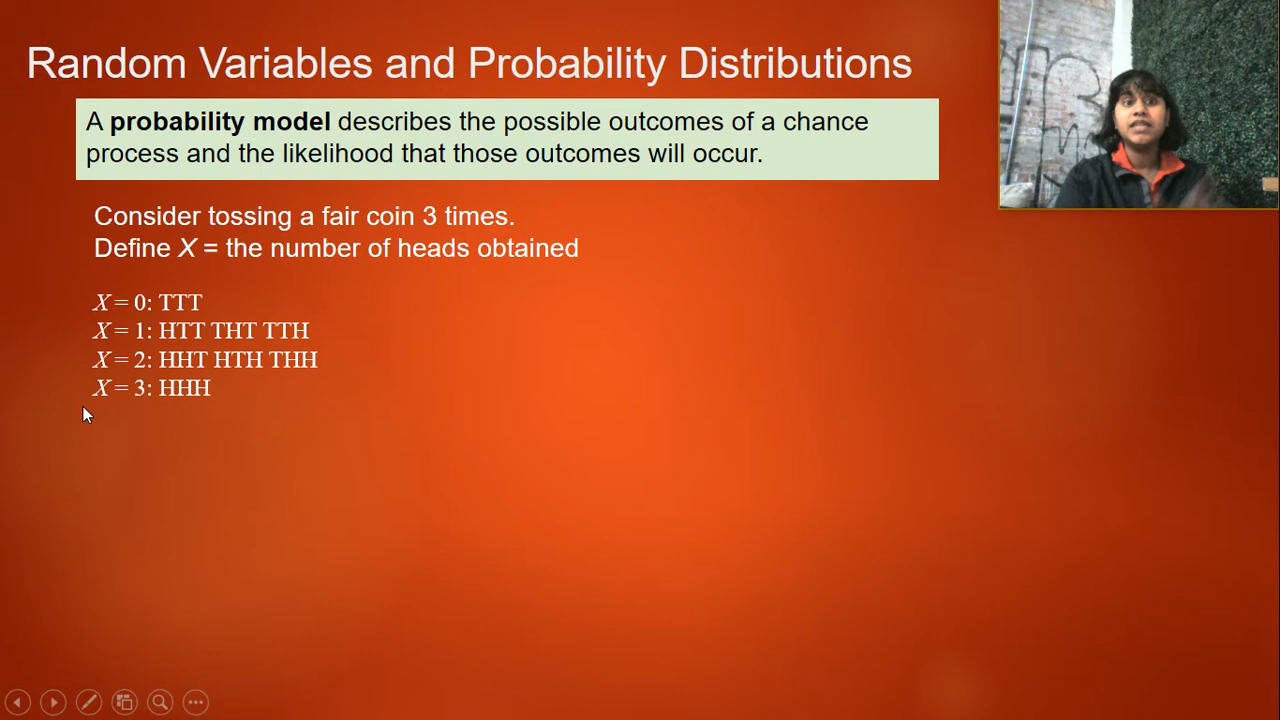 Random Variables and Probability Distributions
A probability model describes the possible outcomes of a chance
process and the likelihood that those outcomes will occur.
Consider tossing a fair coin 3 times.
Define X = the number of heads obtained
X = 0: TTT
X = 1: HTT THT TTH
X = 2: HHT HTH THH
X = 3: HHH